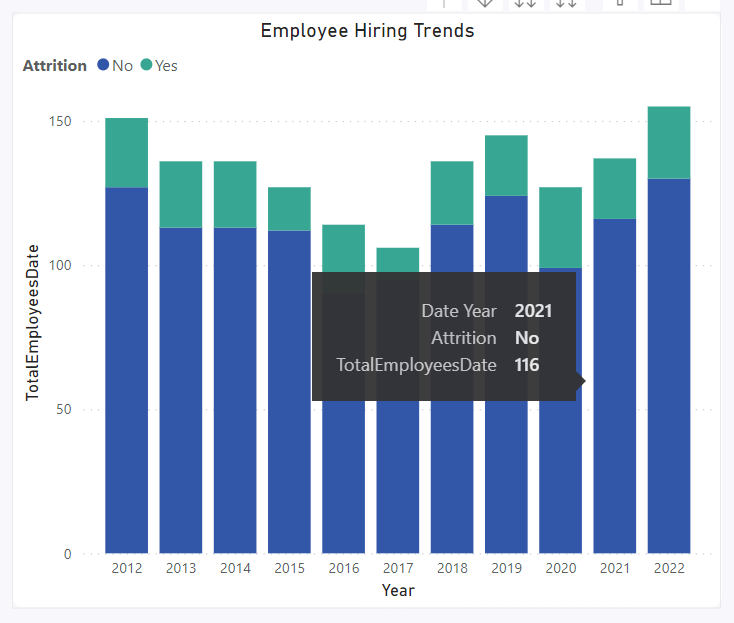 Employee Hiring Trends
Attrition No Yes
150
100
50
0
TotalEmployeesDate
Date Year 2021
Attrition No
TotalEmployeesDate 116
2012 2013 2014 2015 2016 2017 2018 2019 2020 2021 2022
Year